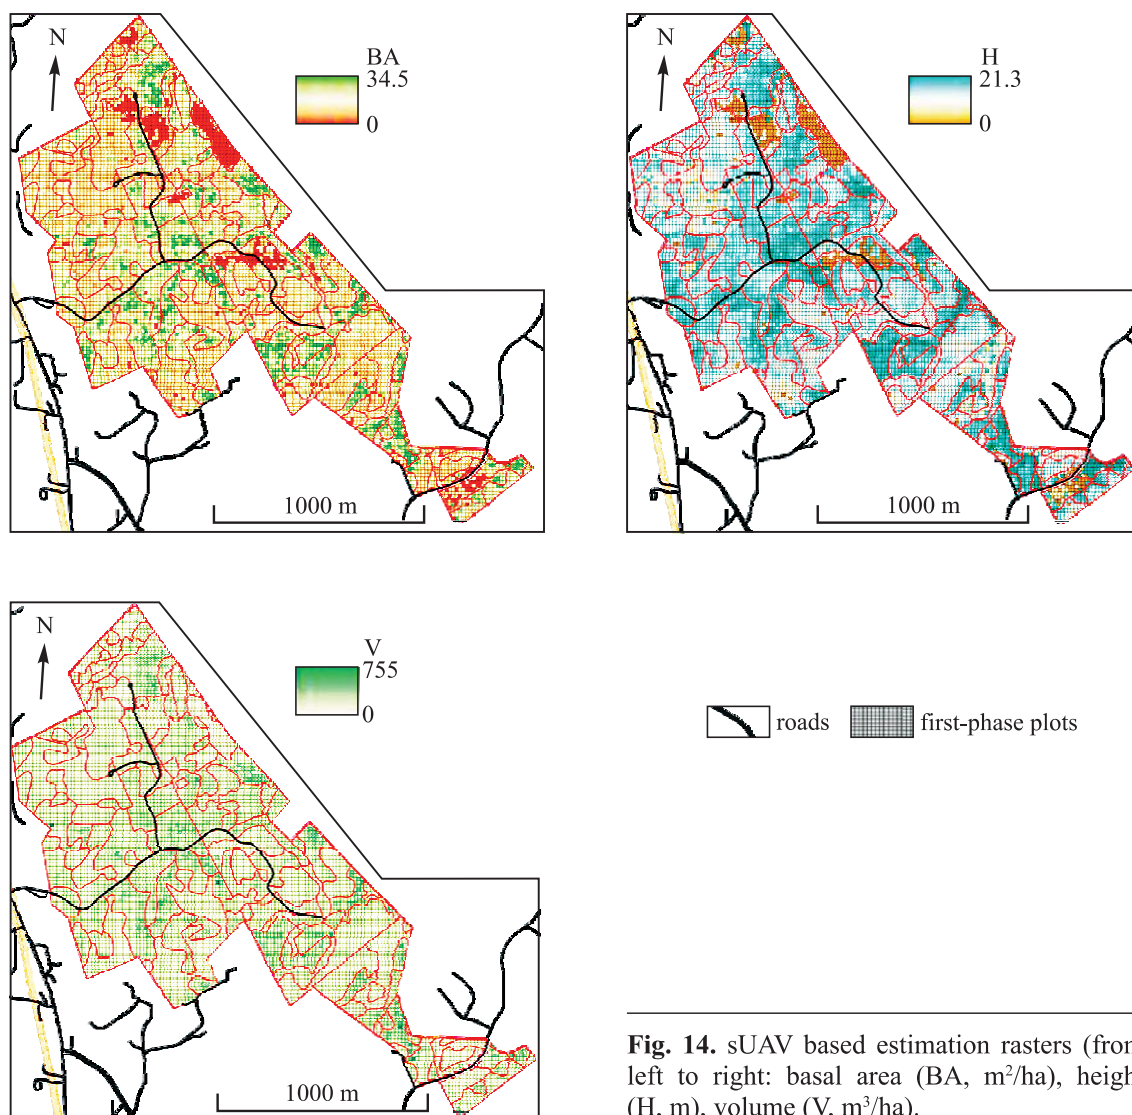 N
BA
34.5
0
1000 m
N
H
21.3
0
1000 m
N
V
755
0
1000 m
roads
first-phase plots
Fig. 14. sUAV based estimation rasters (from
left to right: basal area (BA, m²/ha), heigh
(H, m), volume (V, m³/ha).